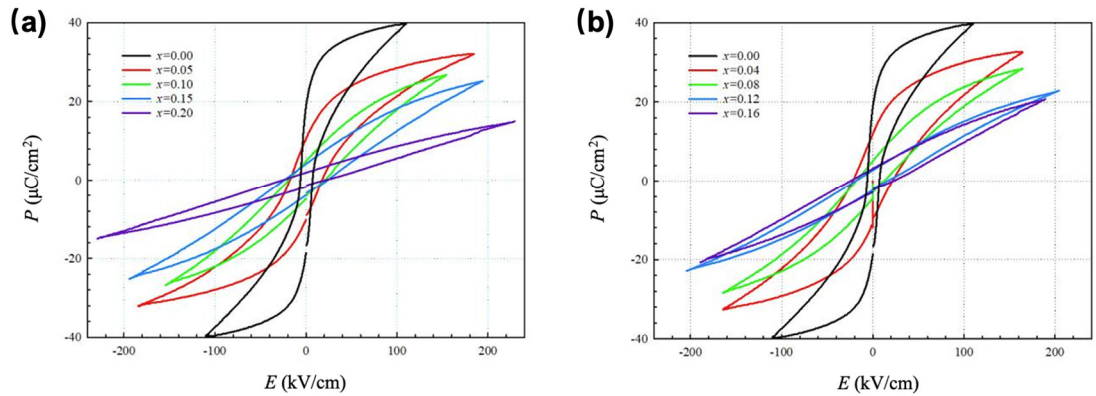 (a)
40
20
0
-20
-40
P (μC/cm²)
x=0.00
x=0.05
x=0.10
x=0.15
x=0.20
-200 -100 0 100 200
E (kV/cm)
(b)
40
20
0
-20
-40
P (μC/cm²)
x=0.00
x=0.04
x=0.08
x=0.12
x=0.16
-200 -100 0 100 200
E (kV/cm)